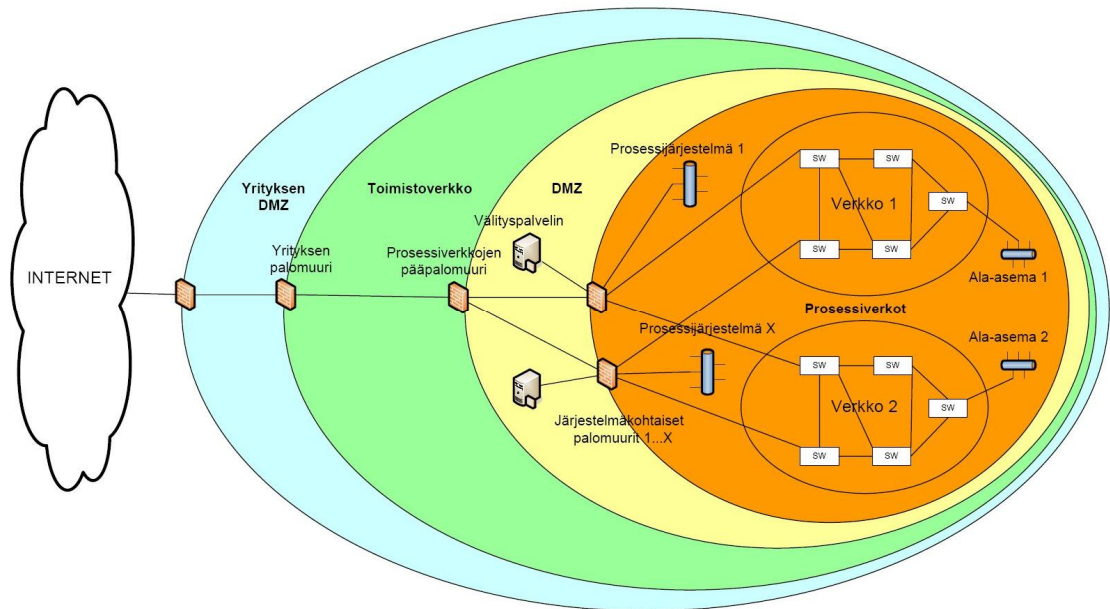 INTERNET
Yrityksen
DMZ
Yrityksen
palomuuri
Toimistoverkko
Prosessiverkkojen
pääpalomuuri
DMZ
Välityspalvelin
Järjestelmäkohtaiset
palomuurit 1...X
Prosessijärjestelmä 1
Prosessijärjestelmä X
Prosessiverkot
SW
SW
SW
Verkko 1
SW
SW
Ala-asema 1
Ala-asema 2
SW
SW
SW
Verkko 2
SW
SW